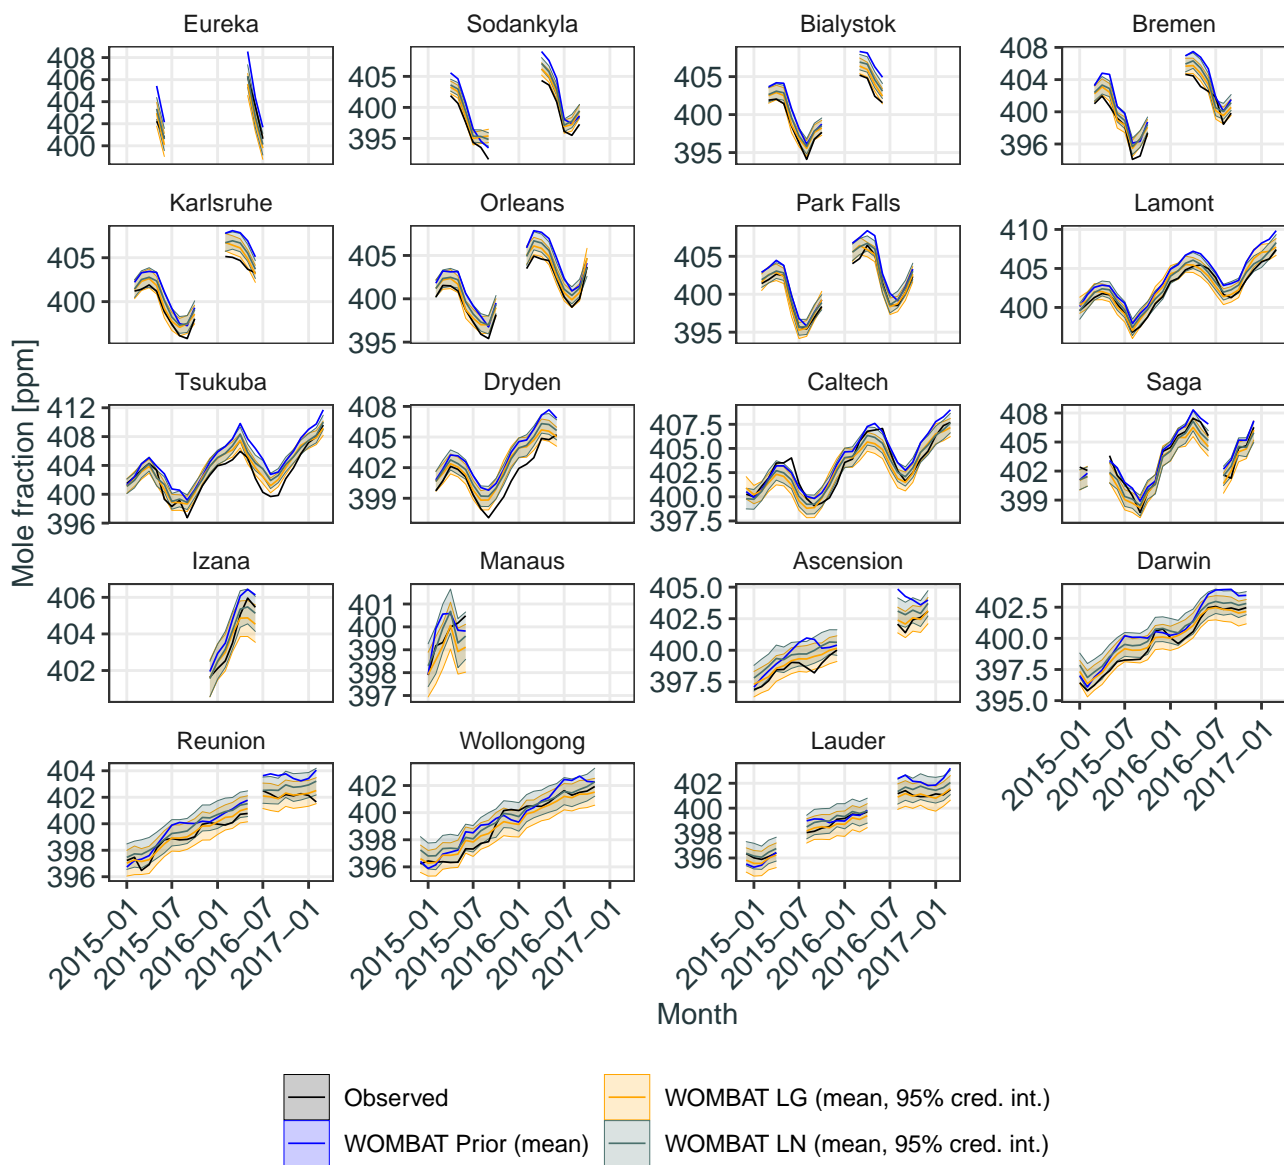 Eureka Sodankyla Bialystok Bremen
408 406 404 402 400
405 400 395
405 400 395
408 404 400 396
Karlsruhe Orleans Park Falls Lamont
405 400
405 400 395
405 400 395
410 405 400
Tsukuba Dryden Caltech Saga
412 408 404 400 396
408 405 402 399
407.5 405.0 402.5 400.0 397.5
408 405 402 399
Izana Manaus Ascension Darwin
406 404 402
401 400 399 398 397
405.0 402.5 400.0 397.5
402.5 400.0 397.5 395.0
2015−01 2015−07 2016−01 2016−07 2017−01
Reunion Wollongong Lauder
404 402 400 398 396
402 400 398 396
402 400 398 396
2015−01 2015−07 2016−01 2016−07 2017−01
2015−01 2015−07 2016−01 2016−07 2017−01
2015−01 2015−07 2016−01 2016−07 2017−01
Mole fraction [ppm]
Month
Observed
WOMBAT Prior (mean)
WOMBAT LG (mean, 95% cred. int.)
WOMBAT LN (mean, 95% cred. int.)